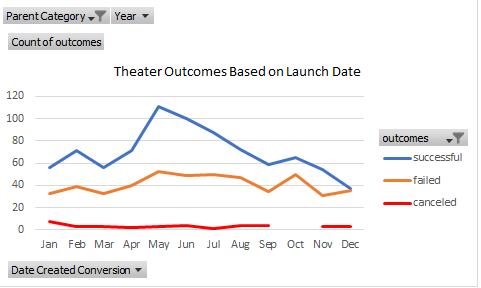 Parent Category Year
Count of outcomes
Theater Outcomes Based on Launch Date
120
100
80
60
40
20
0
Jan Feb Mar Apr May Jun Jul Aug Sep Oct Nov Dec
outcomes
successful
failed
canceled
Date Created Conversion